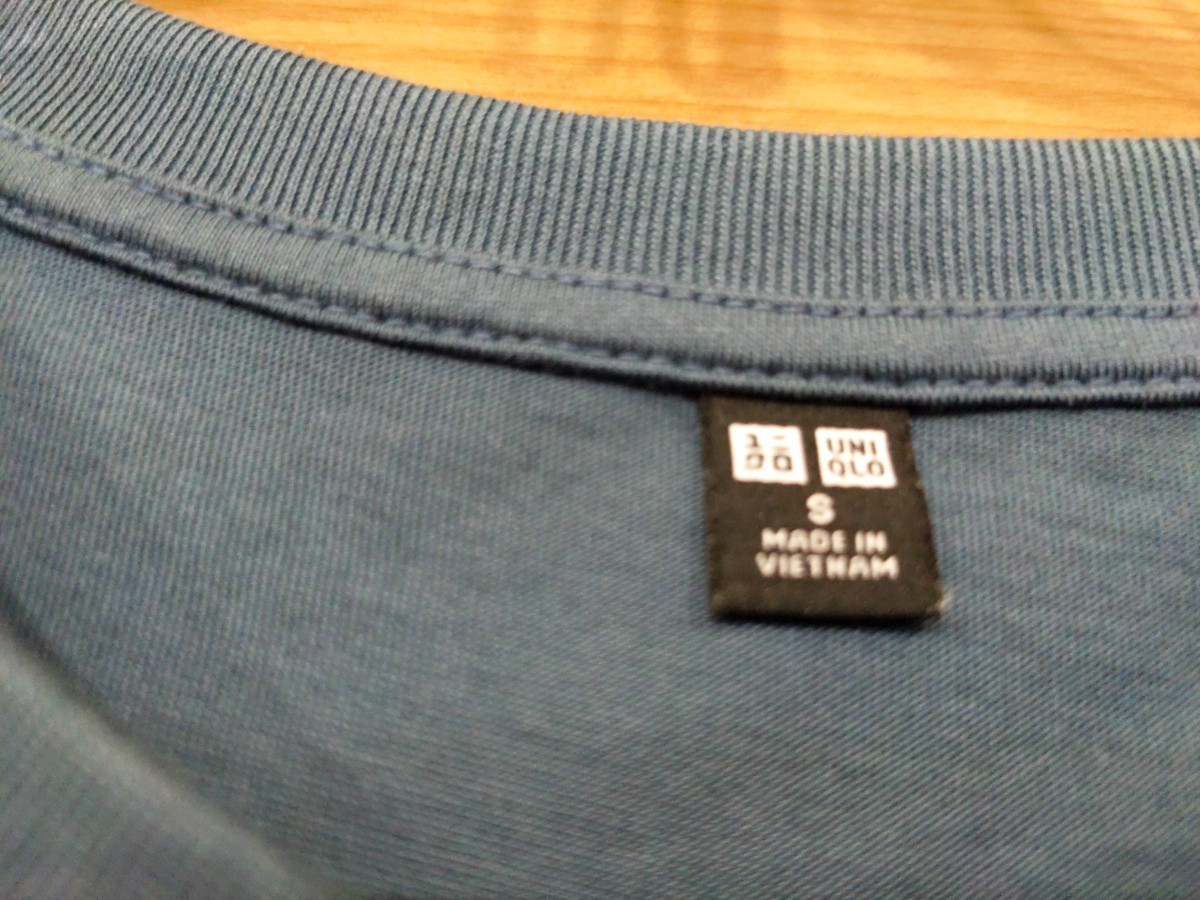 ユニ UNI
クロ QLO
S
MADE IN
VIETNAM